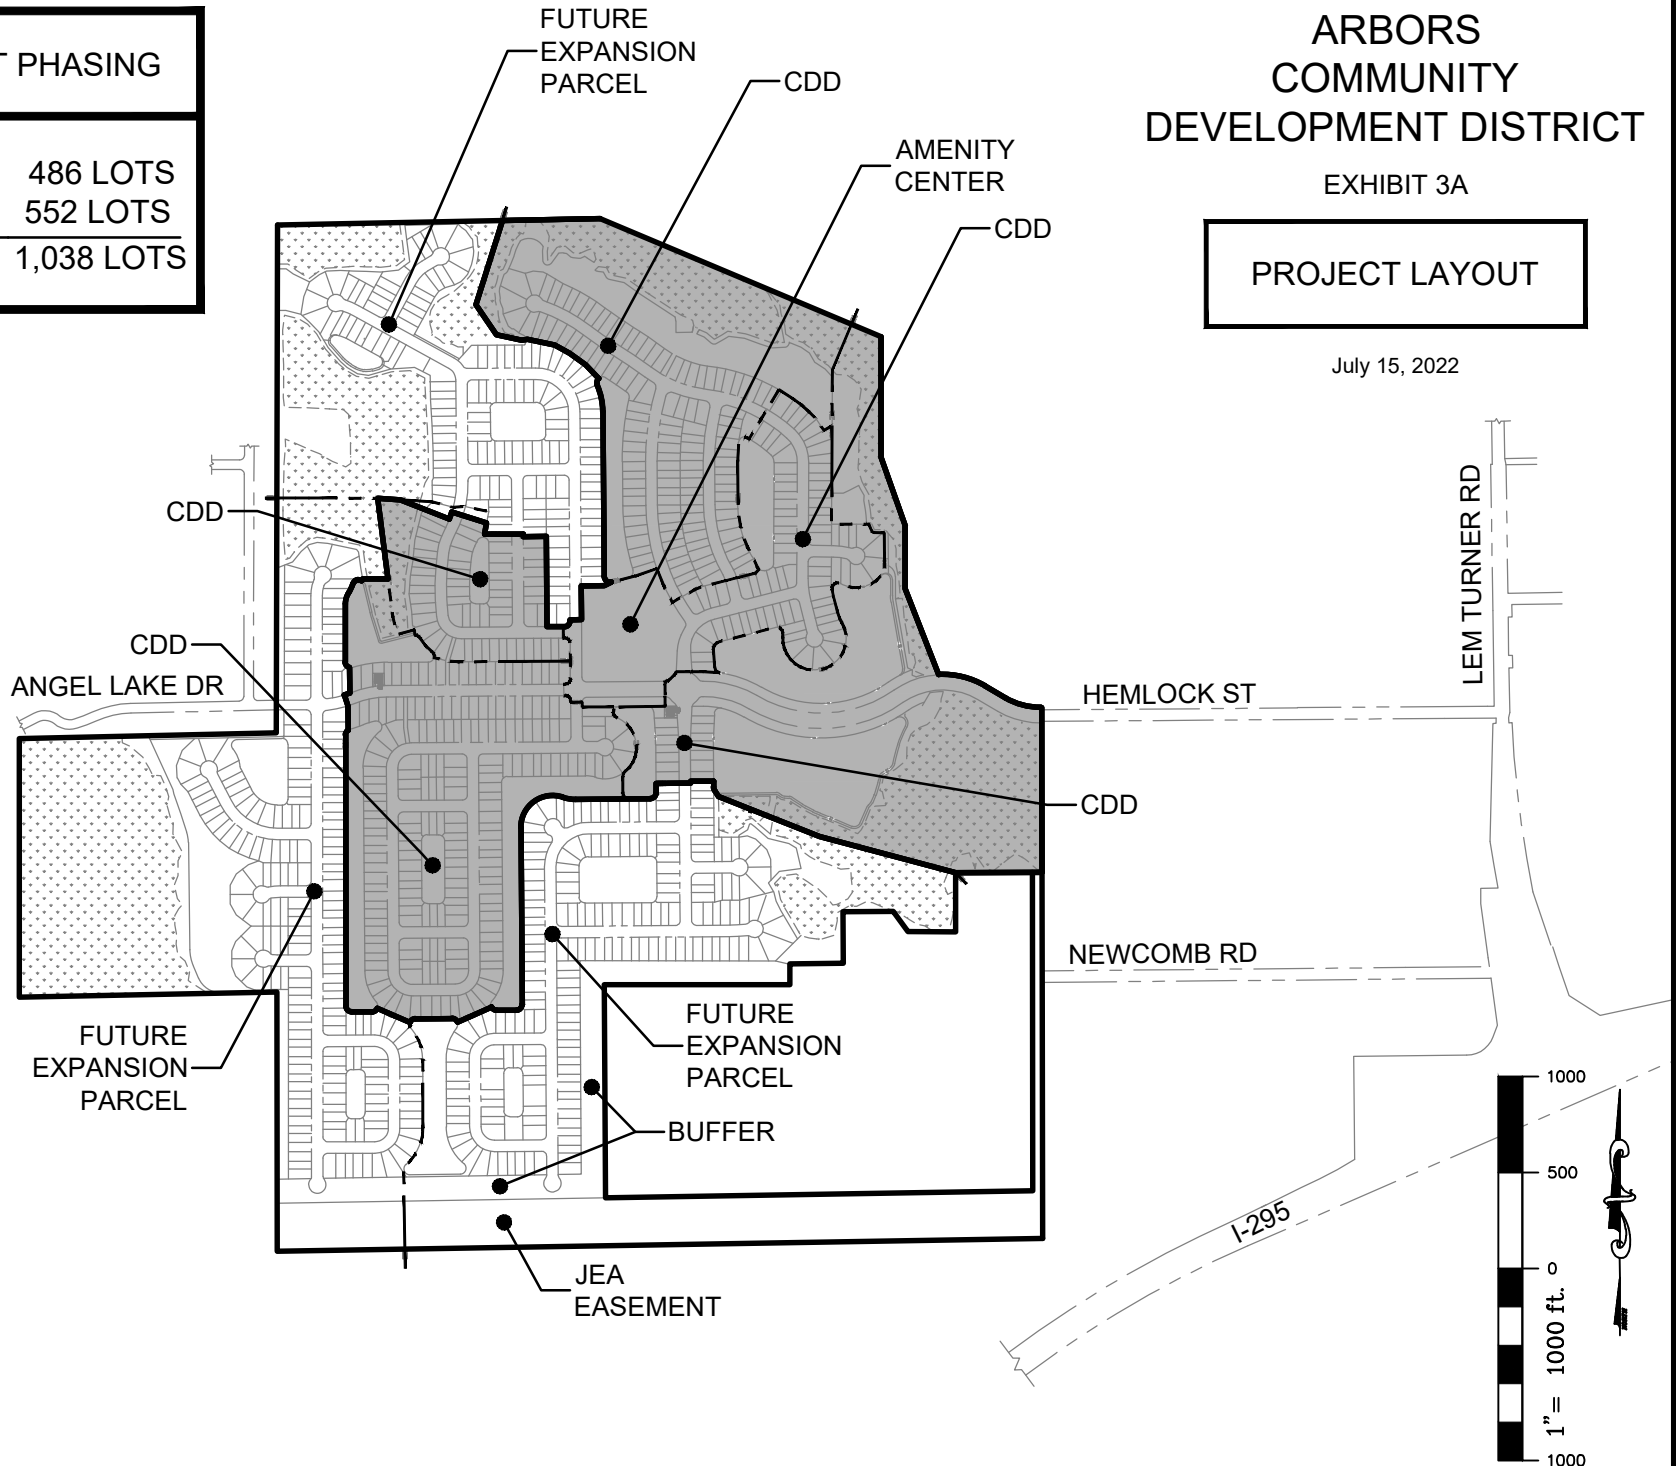 T PHASING
486 LOTS
552 LOTS
1,038 LOTS
FUTURE
EXPANSION
PARCEL
CDD
AMENITY
CENTER
CDD
ARBORS
COMMUNITY
DEVELOPMENT DISTRICT
EXHIBIT 3A
PROJECT LAYOUT
July 15, 2022
CDD
CDD
ANGEL LAKE DR
LEM TURNER RD
HEMLOCK ST
CDD
NEWCOMB RD
FUTURE
EXPANSION
PARCEL
FUTURE
EXPANSION
PARCEL
BUFFER
JEA
EASEMENT
I-295
1000
500
0
1000
1"= 1000 ft.